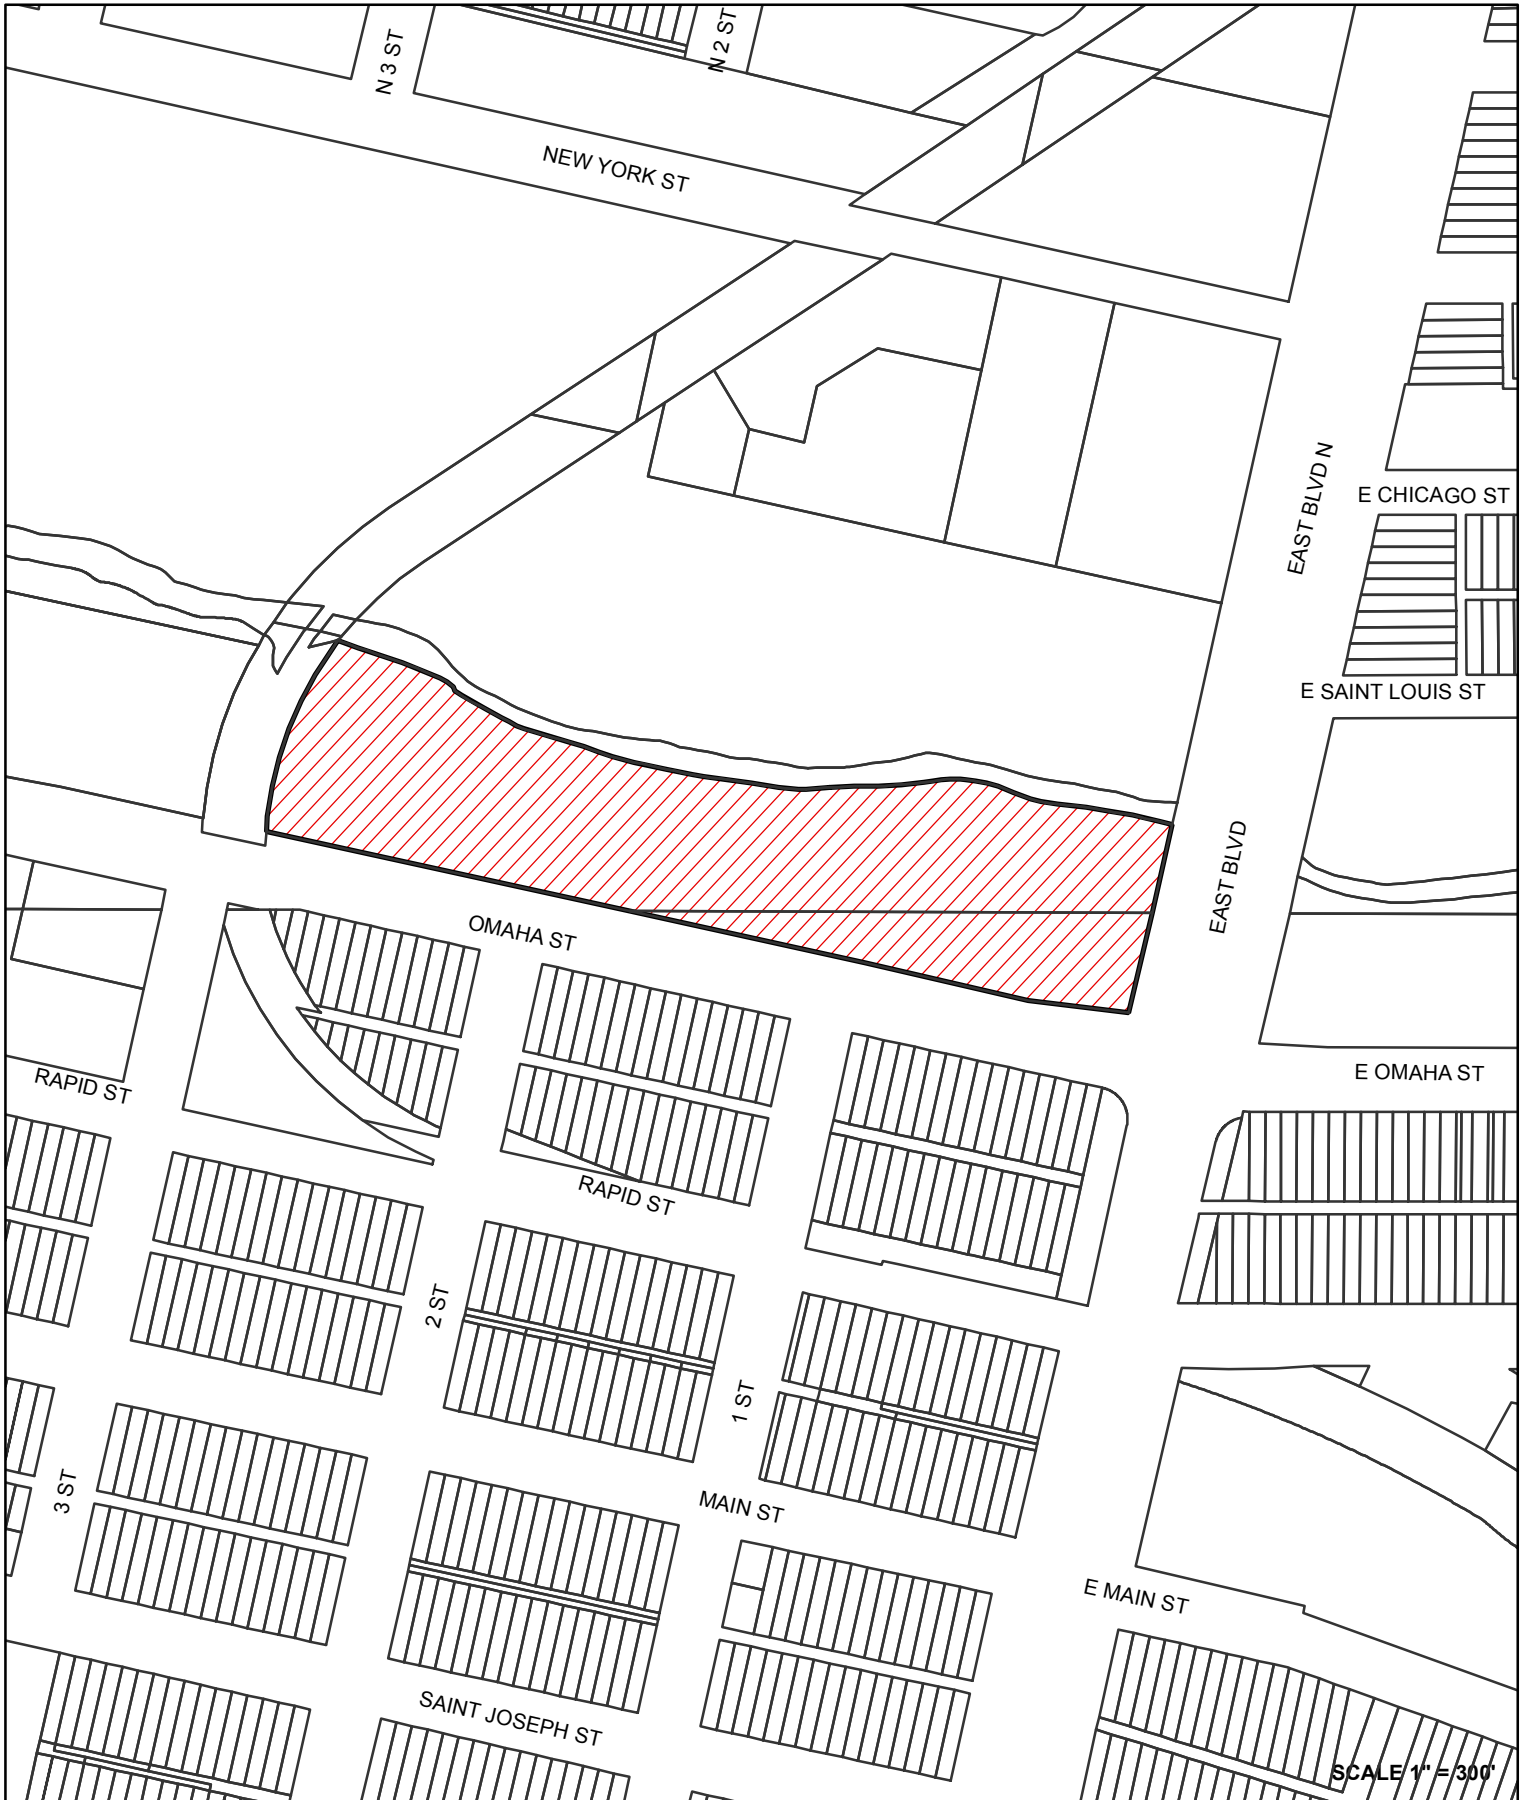 N 3 ST
N 2 ST
NEW YORK ST
EAST BLVD N
E CHICAGO ST
E SAINT LOUIS ST
EAST BLVD
OMAHA ST
E OMAHA ST
RAPID ST
RAPID ST
2 ST
1 ST
3 ST
MAIN ST
E MAIN ST
SAINT JOSEPH ST
SCALE 1" = 300'